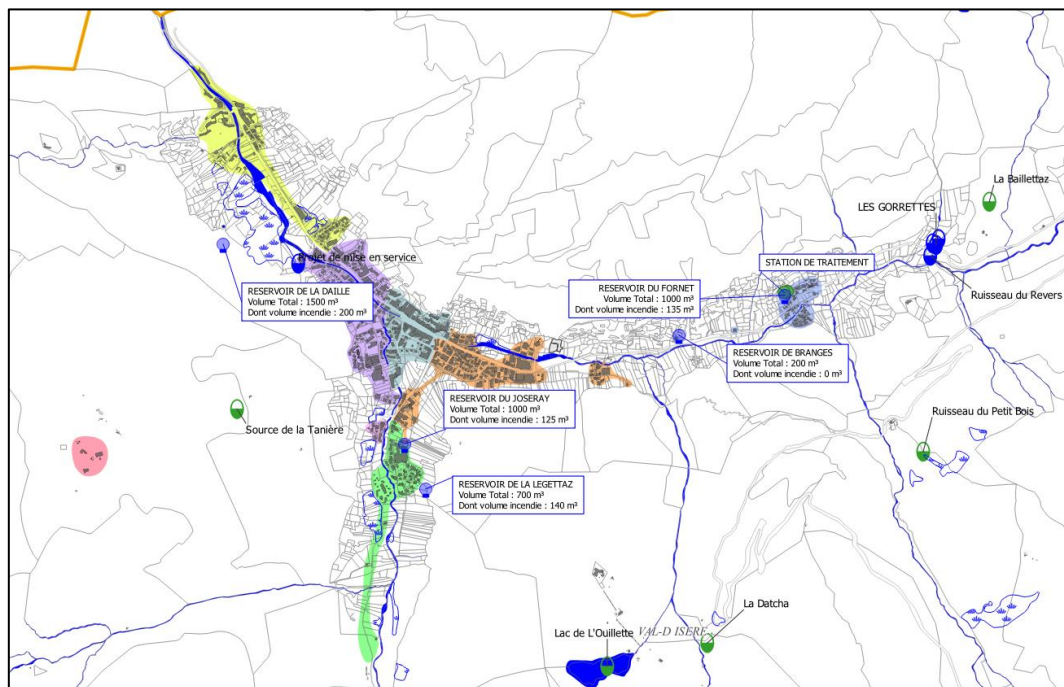 La Baillettaz
LES GORRETTES
Projet de mise en service
STATION DE TRAITEMENT
RESERVOIR DE LA DAILLE
Volume Total : 1500 m³
Dont volume incendie : 200 m³
RESERVOIR DU FORNET
Volume Total : 1000 m³
Dont volume incendie : 135 m³
Ruisseau du Revers
RESERVOIR DE BRANGES
Volume Total : 200 m³
Dont volume incendie : 0 m³
RESERVOIR DU JOSERAY
Volume Total : 1000 m³
Dont volume incendie : 125 m³
Source de la Tanière
Ruisseau du Petit Bois
RESERVOIR DE LA LEGETTAZ
Volume Total : 700 m³
Dont volume incendie : 140 m³
La Datcha
Lac de L'Ouillette VAL-D ISERE